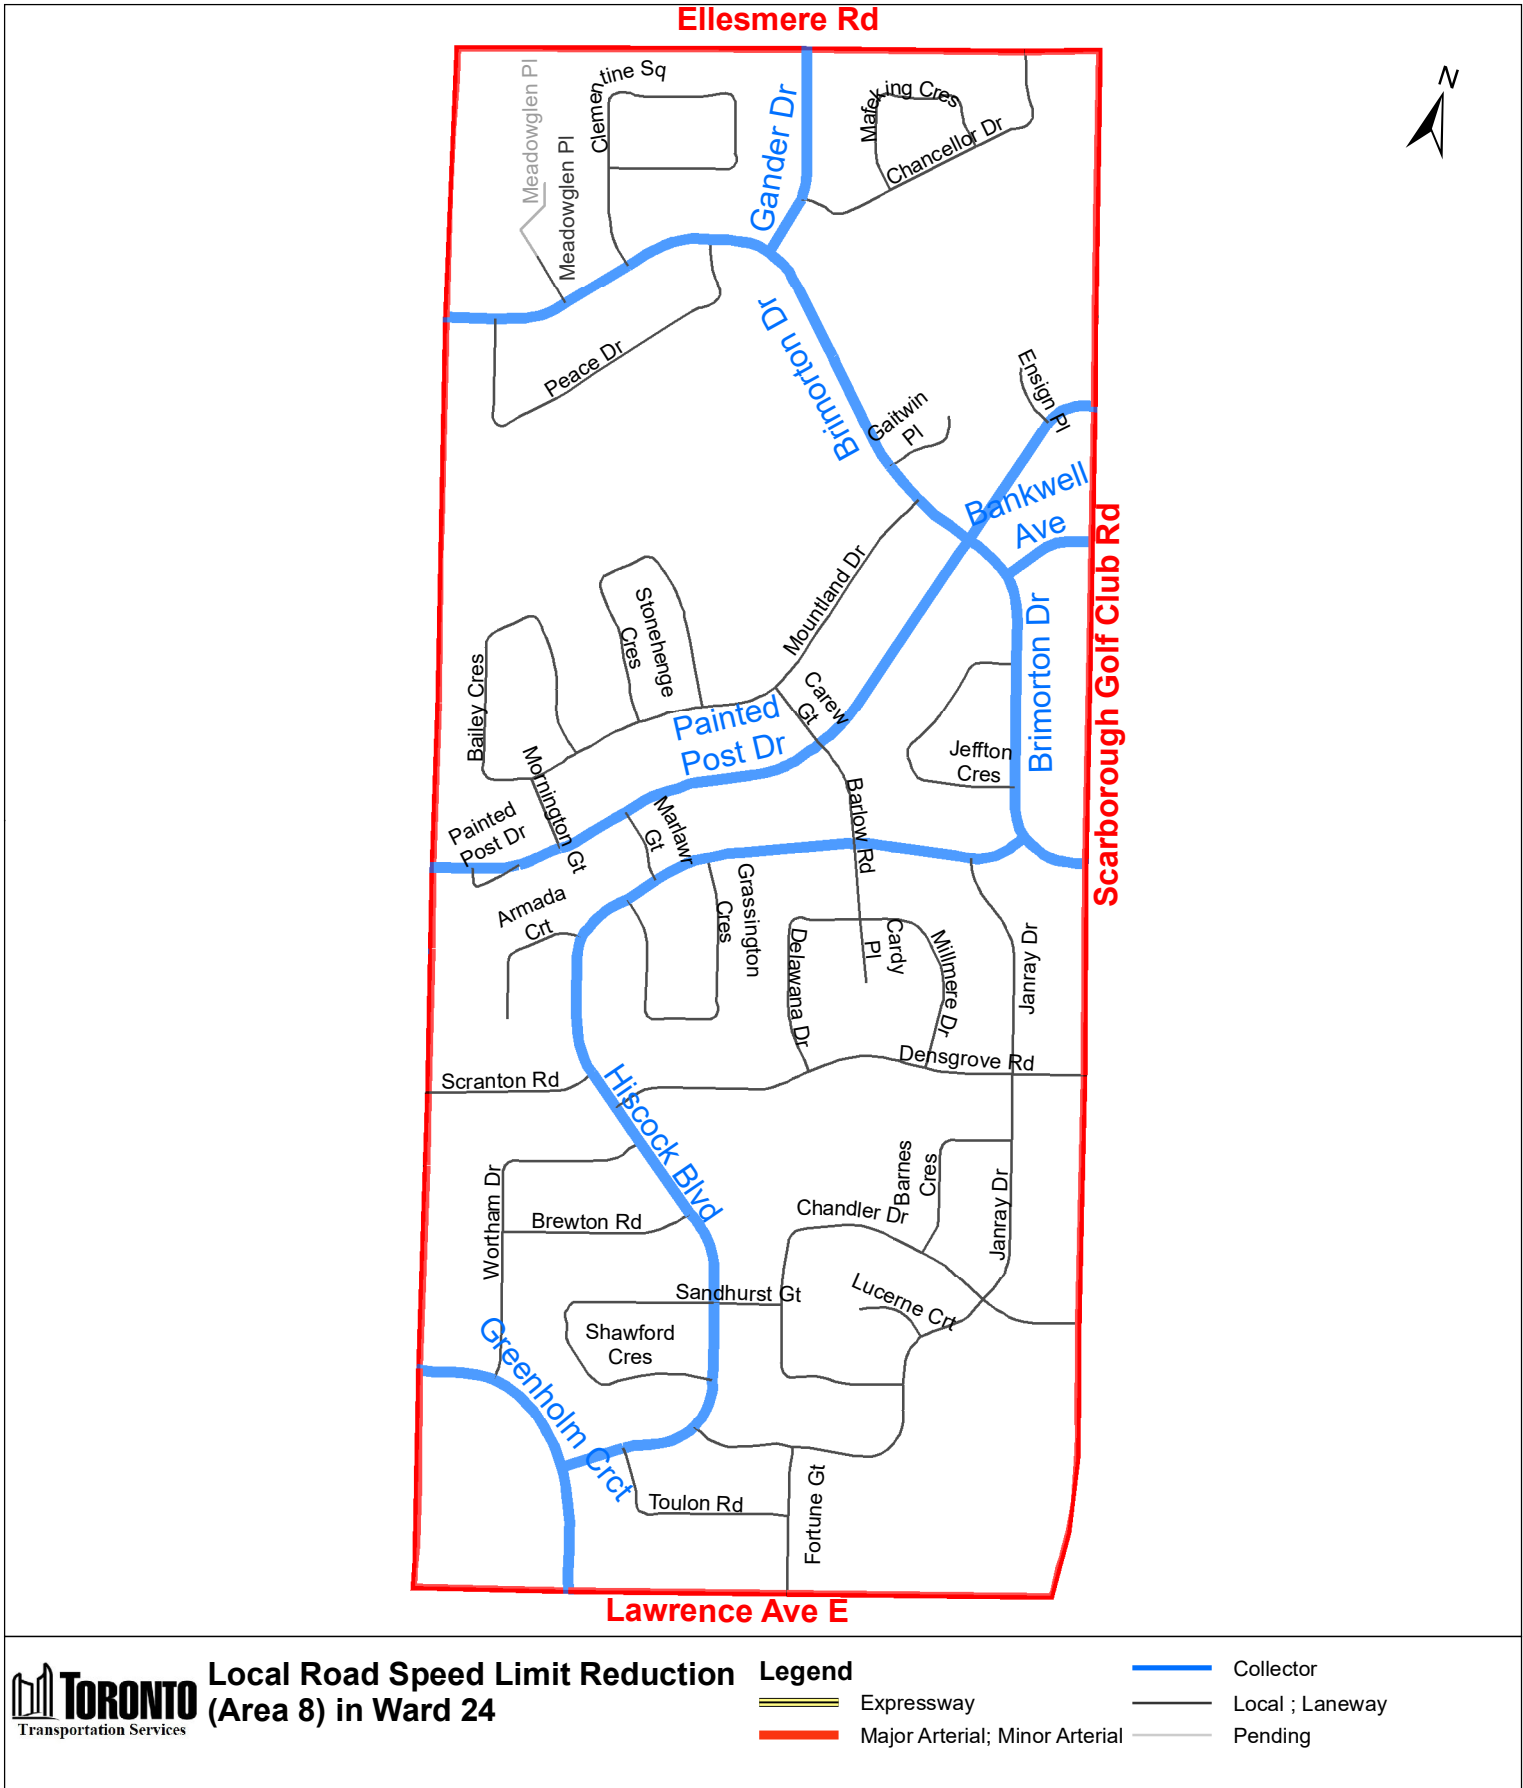 Ellesmere Rd
N
Meadowglen Pl
Meadowglen Pl
Clementine Sq
Gander Dr
Mafeking Cres
Chancellor Dr
Peace Dr
Brimorton Dr
Gaitwin
Pl
Ensign Pl
Bankwell
Ave
Scarborough Golf Club Rd
Mountland Dr
Stonehenge
Cres
Bailey Cres
Brimorton Dr
Carew
Gt
Painted
Post Dr
Jeffton
Cres
Mornington Gt
Painted
Post Dr
Marlawr
Gt
Barlow Rd
Armada
Crt
Grassington
Cres
Delawana Dr
Cardy
Pl
Millmere Dr
Janray Dr
Densgrove Rd
Scranton Rd
Hiscock Blvd
Wortham Dr
Brewton Rd
Barnes
Cres
Chandler Dr
Janray Dr
Sandhurst Gt
Lucerne Crt
Shawford
Cres
Greenholm Crct
Toulon Rd
Fortune Gt
Lawrence Ave E
TORONTO
Transportation Services
Local Road Speed Limit Reduction
(Area 8) in Ward 24
Legend
Expressway
Major Arterial; Minor Arterial
Collector
Local ; Laneway
Pending